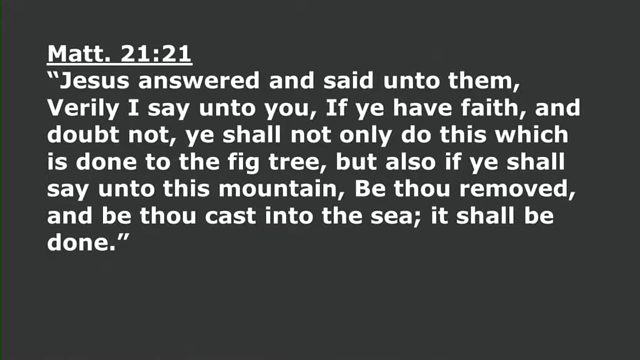 Matt. 21:21
“Jesus answered and said unto them,
Verily I say unto you, If ye have faith, and
doubt not, ye shall not only do this which
is done to the fig tree, but also if ye shall
say unto this mountain, Be thou removed,
and be thou cast into the sea; it shall be
done.”